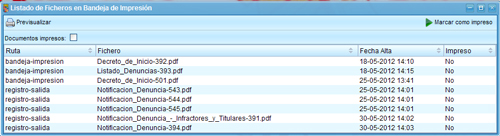 Listado de Ficheros en Bandeja de Impresión
Previsualizar Marcar como impreso
Documentos impresos:
Ruta Fichero Fecha Alta Impreso
bandeja-impresion Decreto_de_Inicio-392.pdf 18-05-2012 14:10 No
bandeja-impresion Listado_Denuncias-393.pdf 18-05-2012 14:15 No
bandeja-impresion Decreto_de_Inicio-501.pdf 25-05-2012 13:41 No
registro-salida Notificacion_Denuncia-543.pdf 25-05-2012 14:01 No
registro-salida Notificacion_Denuncia-544.pdf 25-05-2012 14:01 No
registro-salida Notificacion_Denuncia-545.pdf 25-05-2012 14:01 No
registro-salida Notificacion_Denuncia_-_Infractores_y_Titulares-391.pdf 30-05-2012 14:02 No
registro-salida Notificacion_Denuncia-394.pdf 30-05-2012 14:03 No